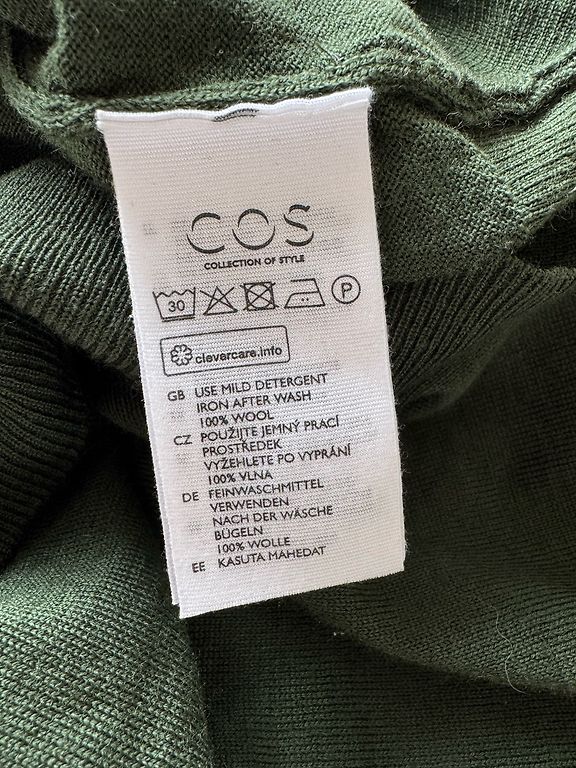 COS
COLLECTION OF STYLE
30
P
clevercare.info
GB USE MILD DETERGENT
IRON AFTER WASH
100% WOOL
CZ POUŽIJTE JEMNÝ PRACÍ
PROSTŘEDEK
VYŽEHLETE PO VYPRÁNÍ
100% VLNA
DE FEINWASCHMITTEL
VERWENDEN
NACH DER WÄSCHE
BÜGELN
100% WOLLE
EE KASUTA MAHEDAT